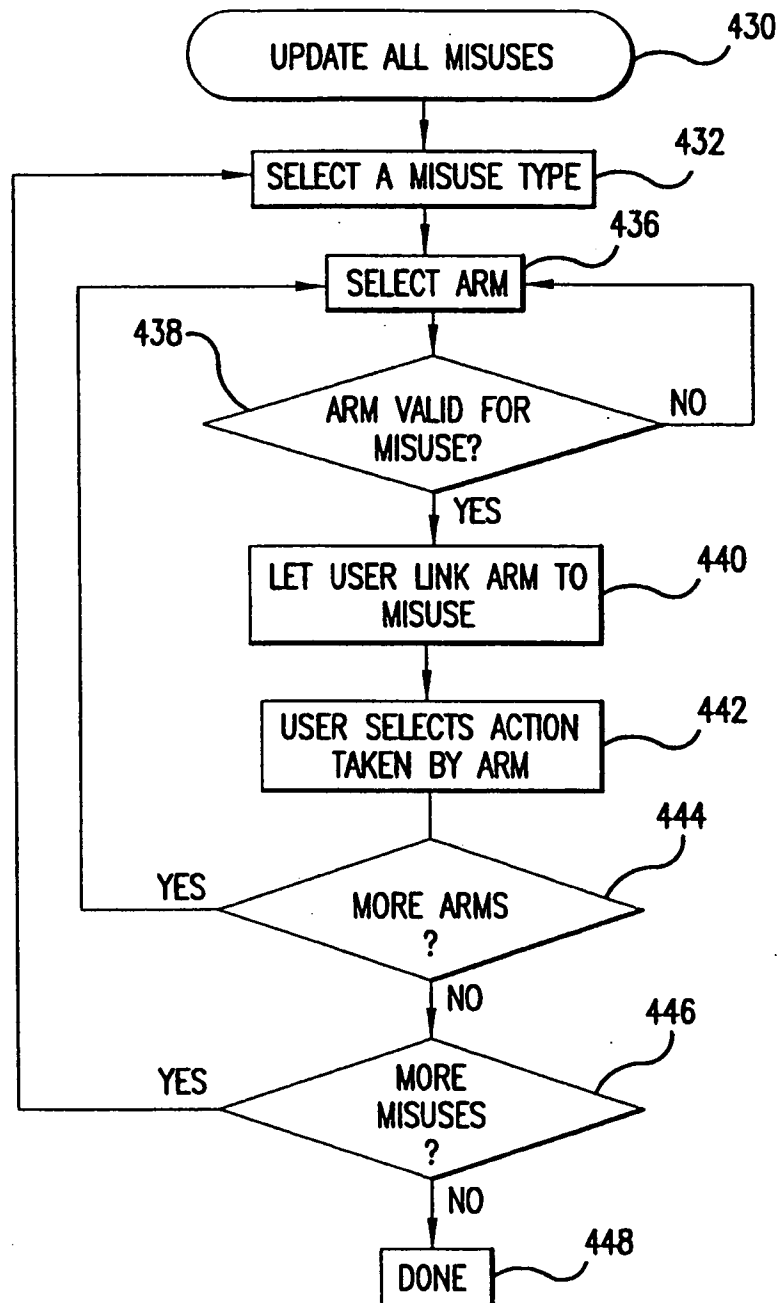 UPDATE ALL MISUSES
430
SELECT A MISUSE TYPE
432
436
SELECT ARM
438
ARM VALID FOR
MISUSE?
NO
YES
LET USER LINK ARM TO
MISUSE
440
USER SELECTS ACTION
TAKEN BY ARM
442
444
YES
MORE ARMS
?
NO
446
YES
MORE
MISUSES
?
NO
DONE
448